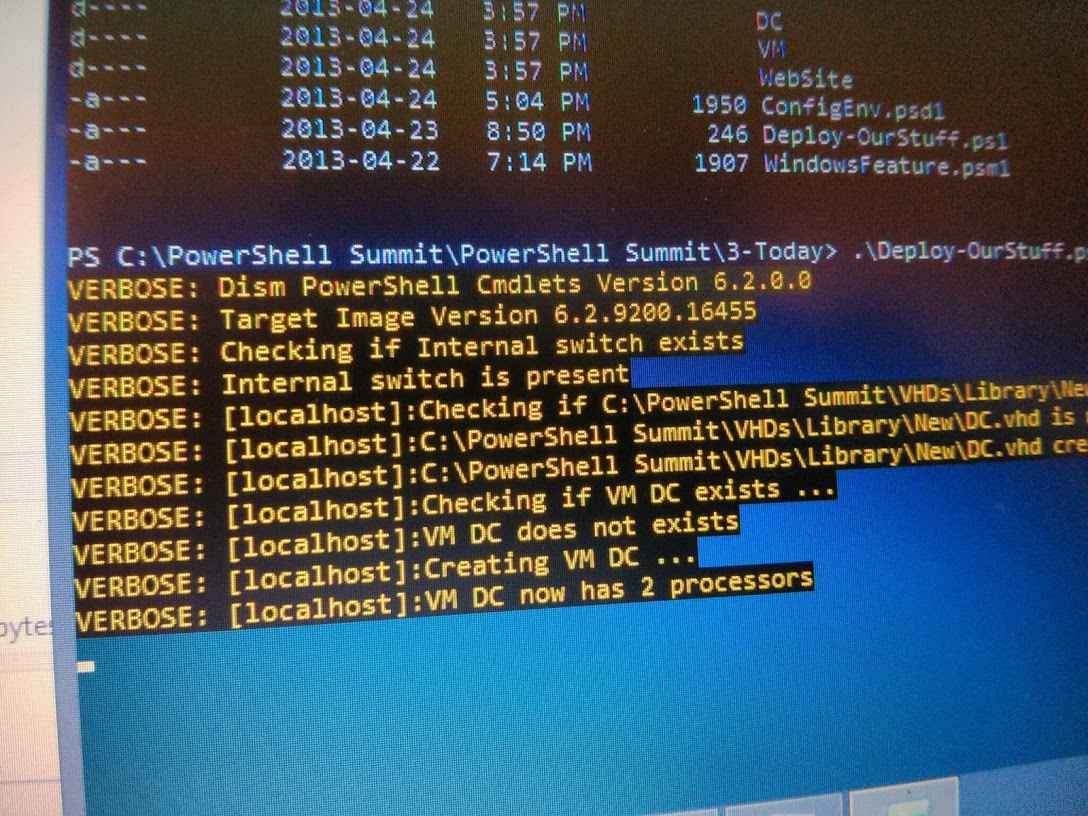 d---- 2013-04-24 3:57 PM DC
d---- 2013-04-24 3:57 PM VM
d---- 2013-04-24 3:57 PM WebSite
-a--- 2013-04-24 5:04 PM 1950 ConfigEnv.psd1
-a--- 2013-04-23 8:50 PM 246 Deploy-OurStuff.ps1
-a--- 2013-04-22 7:14 PM 1907 WindowsFeature.psm1
PS C:\PowerShell Summit\PowerShell Summit\3-Today> .\Deploy-OurStuff.p
VERBOSE: Dism PowerShell Cmdlets Version 6.2.0.0
VERBOSE: Target Image Version 6.2.9200.16455
VERBOSE: Checking if Internal switch exists
VERBOSE: Internal switch is present
VERBOSE: [localhost]:Checking if C:\PowerShell Summit\VHDs\Library\Ne
VERBOSE: [localhost]:C:\PowerShell Summit\VHDs\Library\New\DC.vhd is
VERBOSE: [localhost]:C:\PowerShell Summit\VHDs\Library\New\DC.vhd cre
VERBOSE: [localhost]:Checking if VM DC exists ...
VERBOSE: [localhost]:VM DC does not exists
VERBOSE: [localhost]:Creating VM DC ...
VERBOSE: [localhost]:VM DC now has 2 processors
bytes